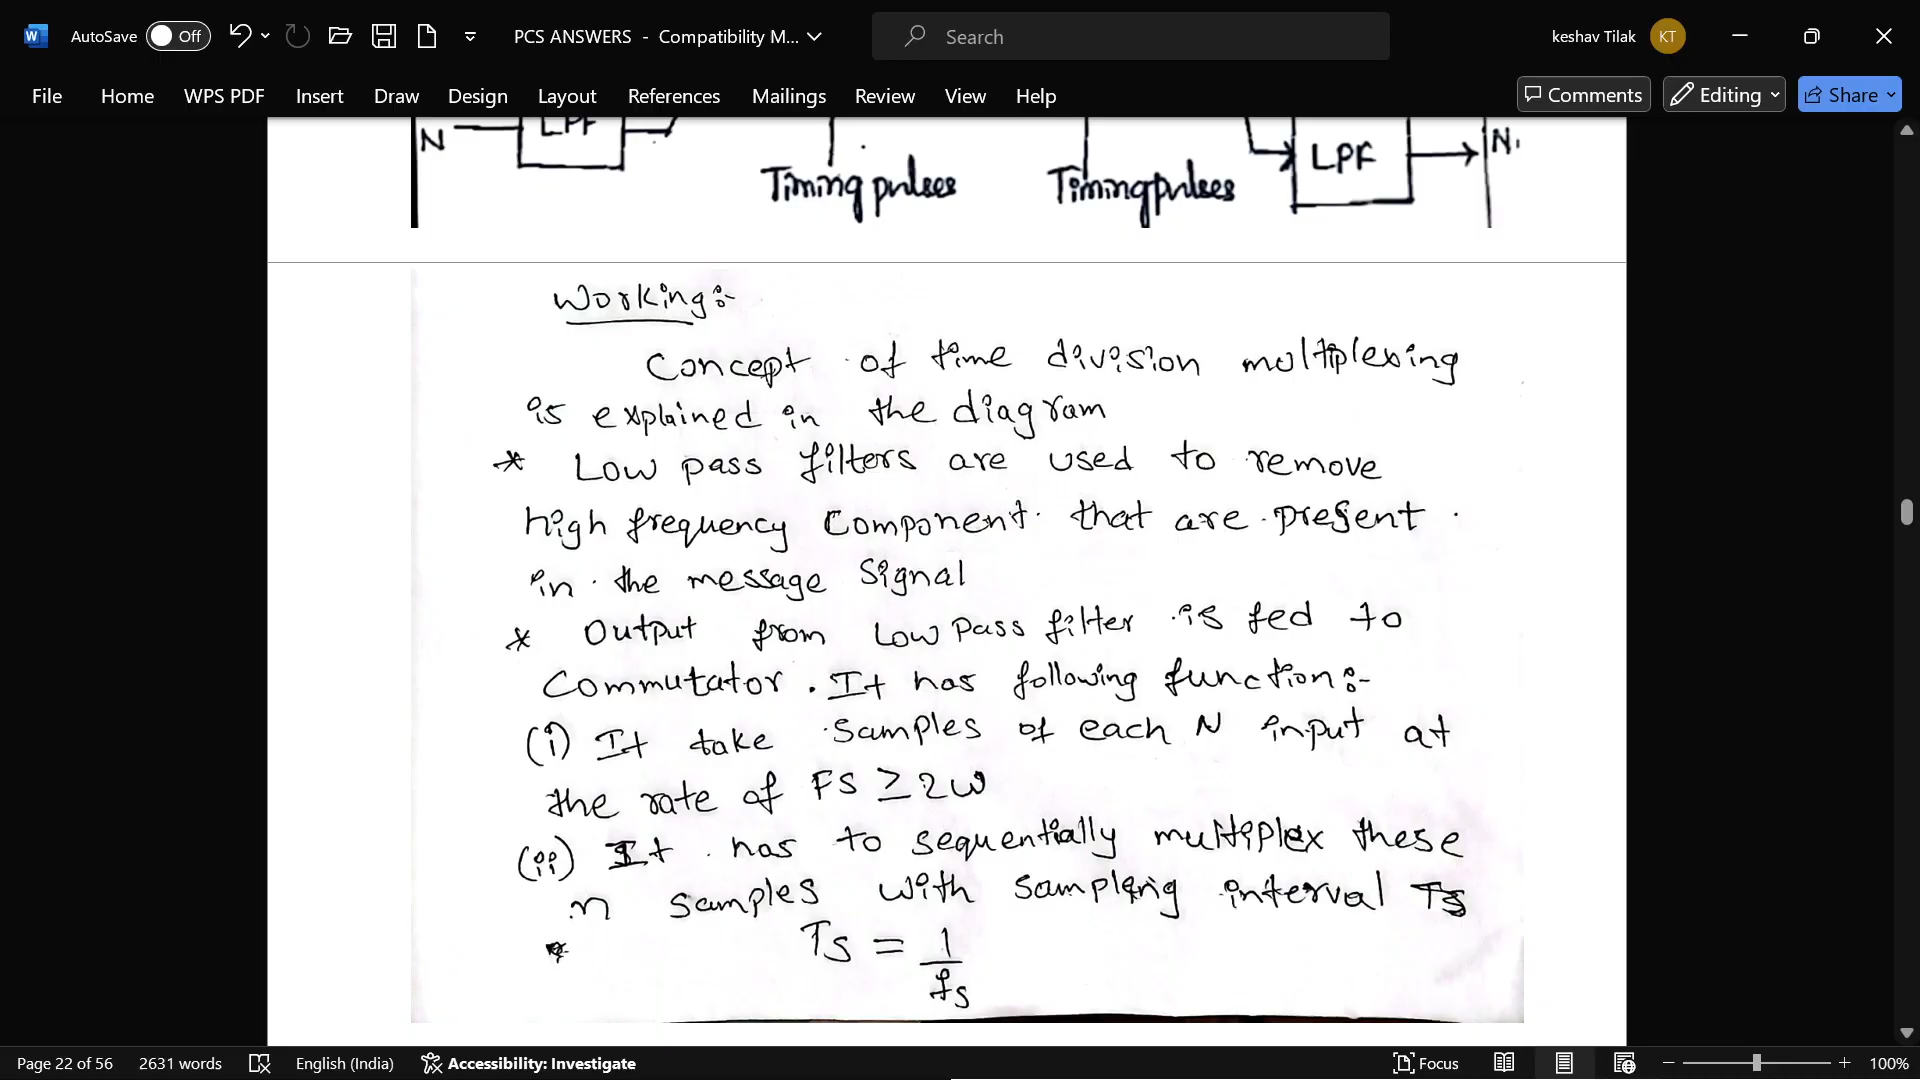 AutoSave Off PCS ANSWERS - Compatibility M... Search keshav Tilak KT
File Home WPS PDF Insert Draw Design Layout References Mailings Review View Help Comments Editing Share
N LPF LPF N.
Timing pulses Timing pulses
Working:-
Concept of time division multiplexing
is explained in the diagram
* Low pass filters are used to remove
high frequency component that are present
in the message signal
* Output from Low Pass filter is fed to
Commutator. It has following function:-
(i) It take samples of each N input at
the rate of FS ≥ 2W
(ii) It has to sequentially multiplex these
n samples with sampling interval Ts
* Ts = 1/fs
Page 22 of 56 2631 words English (India) Accessibility: Investigate Focus 100%